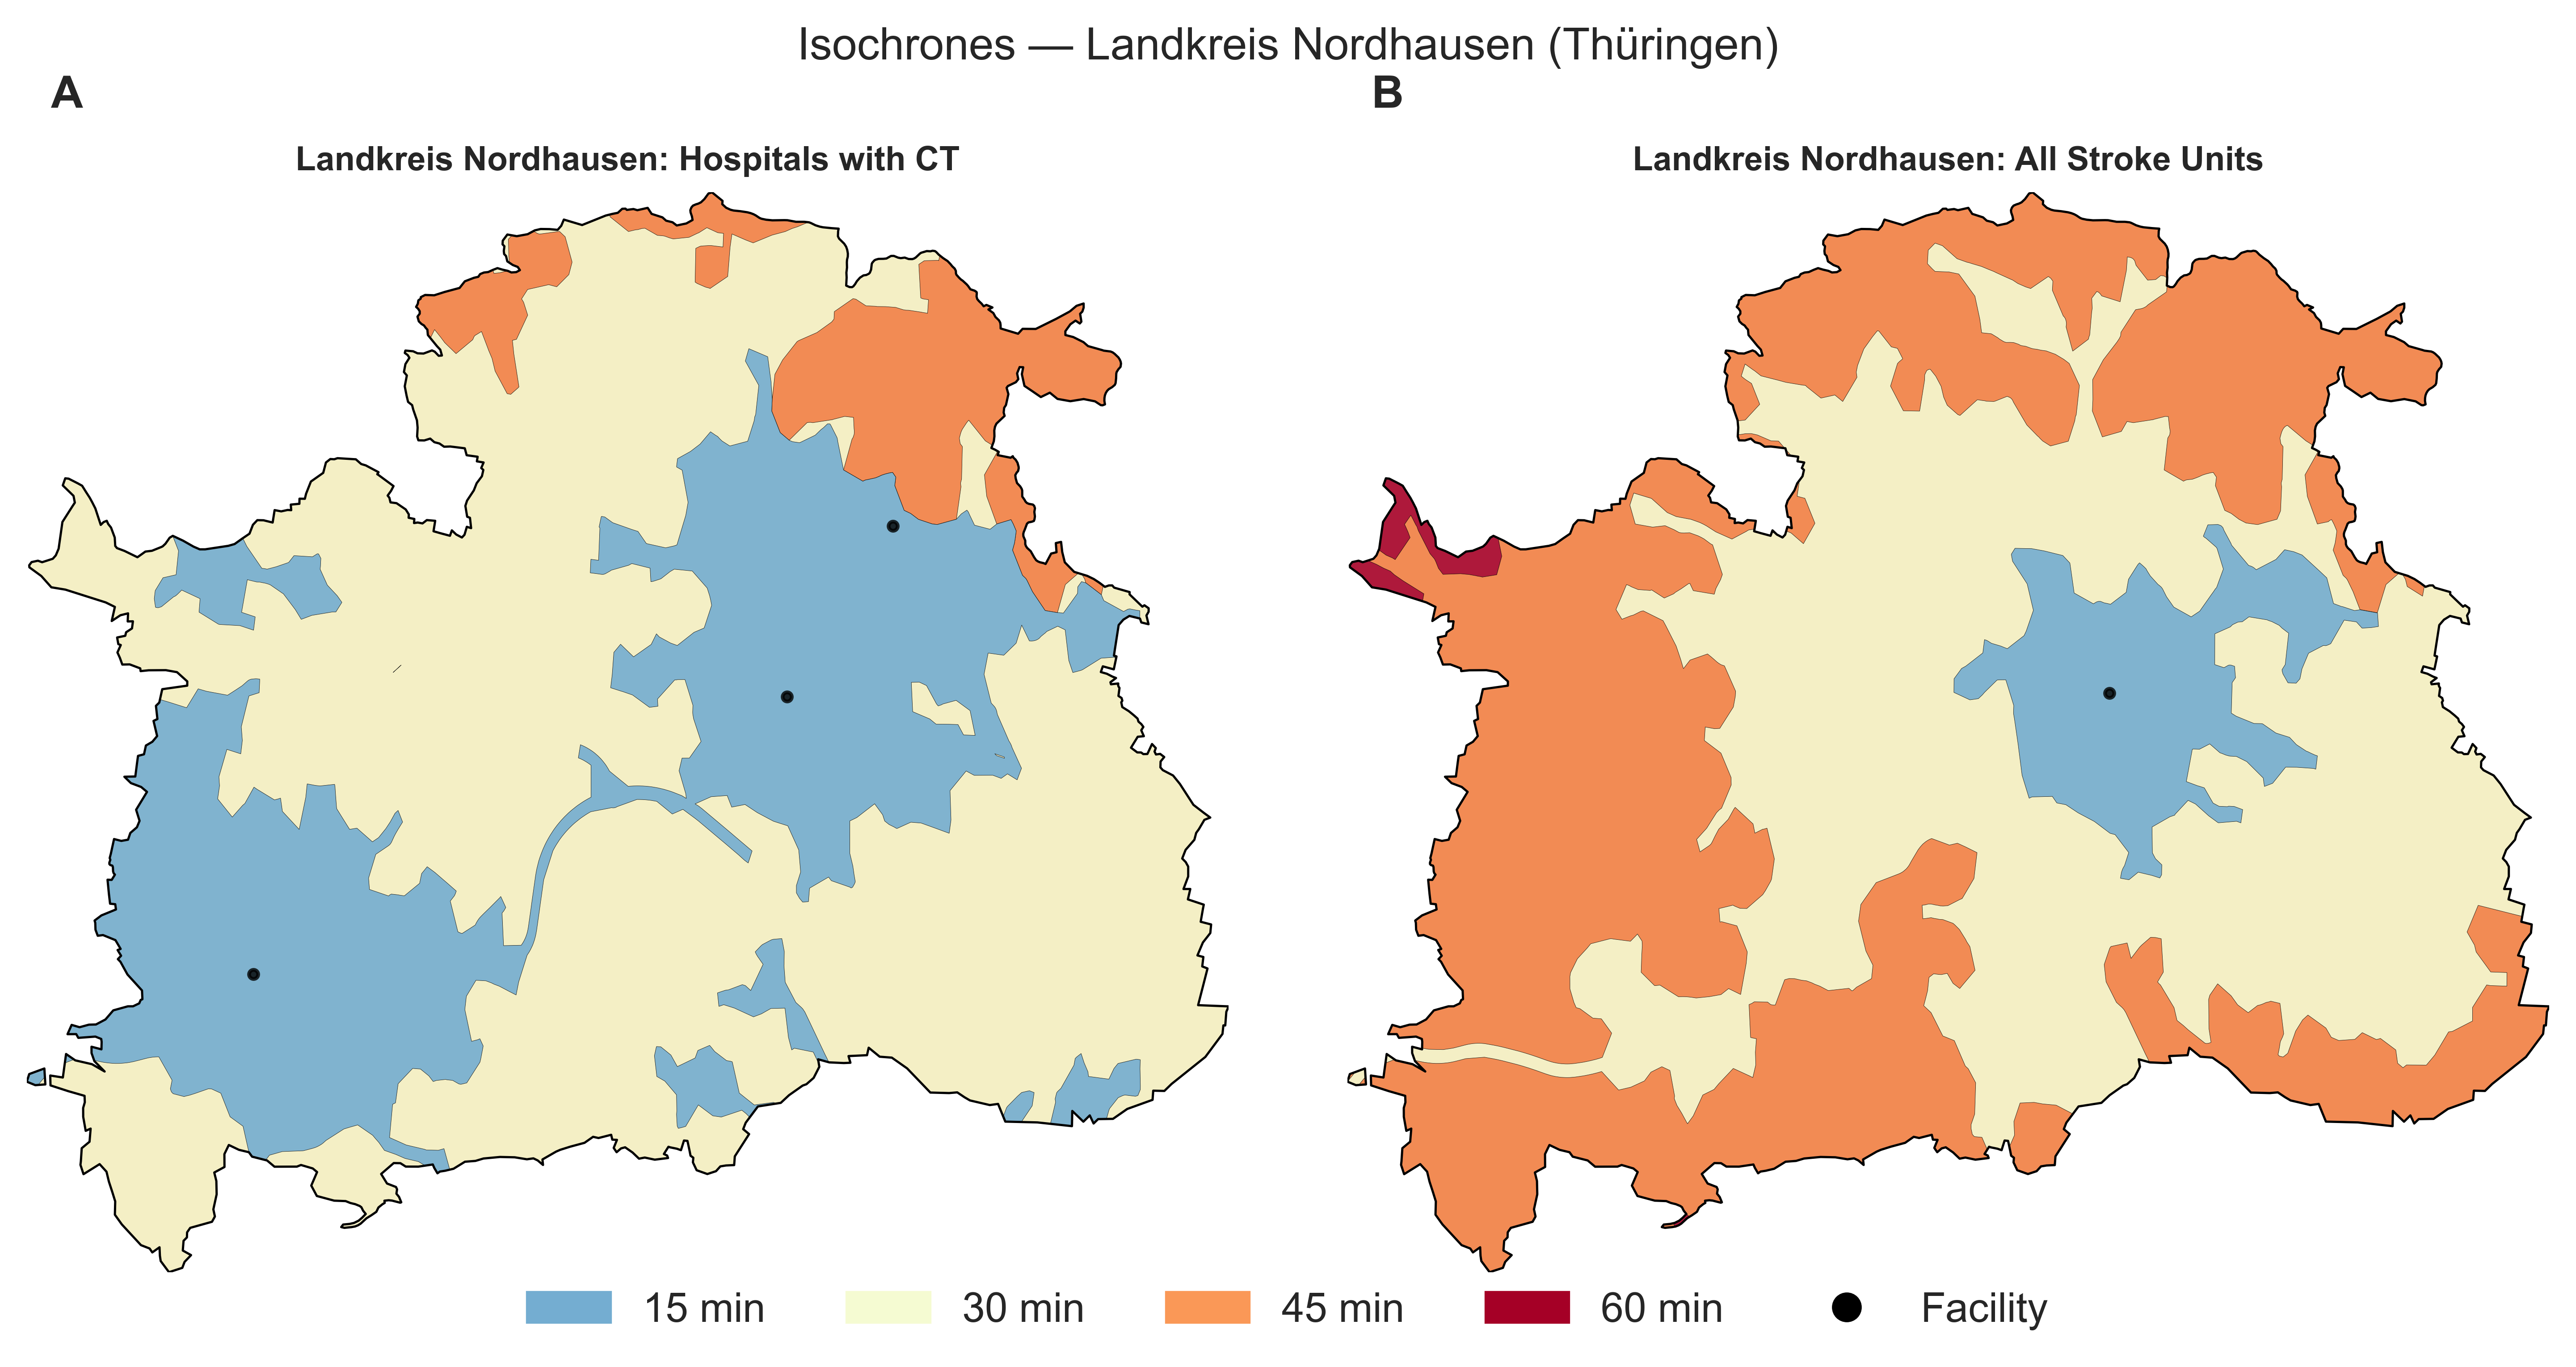 Isochrones — Landkreis Nordhausen (Thüringen)
A
B
Landkreis Nordhausen: Hospitals with CT
Landkreis Nordhausen: All Stroke Units
15 min
30 min
45 min
60 min
Facility